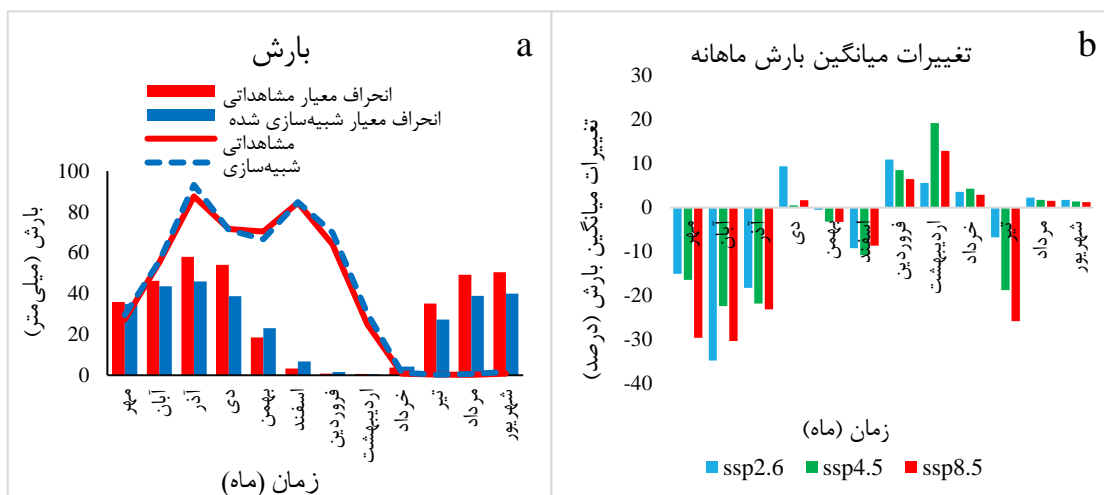 a
بارش
انحراف معیار مشاهداتی
انحراف معیار شبیه‌سازی شده
مشاهداتی
شبیه‌سازی
بارش (میلی‌متر)
100
80
60
40
20
0
مهر
آبان
آذر
دی
بهمن
اسفند
فروردین
اردیبهشت
خرداد
تیر
مرداد
شهریور
زمان (ماه)
b
تغییرات میانگین بارش ماهانه
تغییرات میانگین بارش (درصد)
30
20
10
0
-10
-20
-30
-40
مهر
آبان
آذر
دی
بهمن
اسفند
فروردین
اردیبهشت
خرداد
تیر
مرداد
شهریور
زمان (ماه)
ssp2.6 ssp4.5 ssp8.5